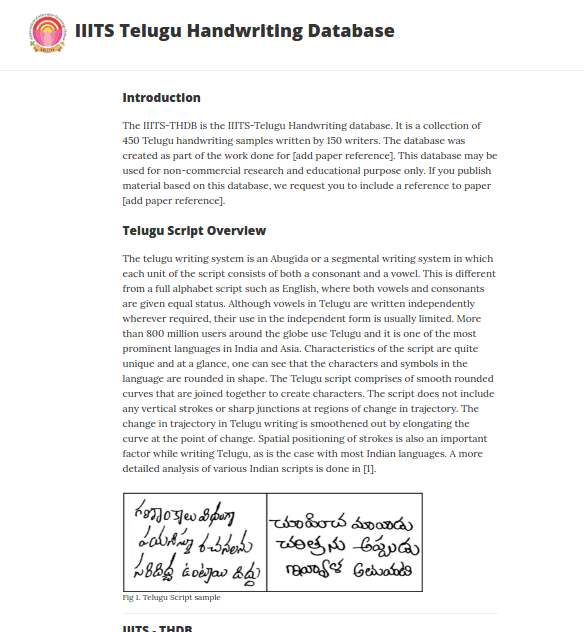 IIITS Telugu Handwriting Database
Introduction
The IIITS-THDB is the IIITS-Telugu Handwriting database. It is a collection of
450 Telugu handwriting samples written by 150 writers. The database was
created as part of the work done for [add paper reference]. This database may be
used for non-commercial research and educational purpose only. If you publish
material based on this database, we request you to include a reference to paper
[add paper reference].
Telugu Script Overview
The telugu writing system is an Abugida or a segmental writing system in which
each unit of the script consists of both a consonant and a vowel. This is different
from a full alphabet script such as English, where both vowels and consonants
are given equal status. Although vowels in Telugu are written independently
wherever required, their use in the independent form is usually limited. More
than 800 million users around the globe use Telugu and it is one of the most
prominent languages in India and Asia. Characteristics of the script are quite
unique and at a glance, one can see that the characters and symbols in the
language are rounded in shape. The Telugu script comprises of smooth rounded
curves that are joined together to create characters. The script does not include
any vertical strokes or sharp junctions at regions of change in trajectory. The
change in trajectory in Telugu writing is smoothened out by elongating the
curve at the point of change. Spatial positioning of strokes is also an important
factor while writing Telugu, as is the case with most Indian languages. A more
detailed analysis of various Indian scripts is done in [1].
చరిత్రను అప్పుడు
Fig 1. Telugu Script sample
IIITS - THDB